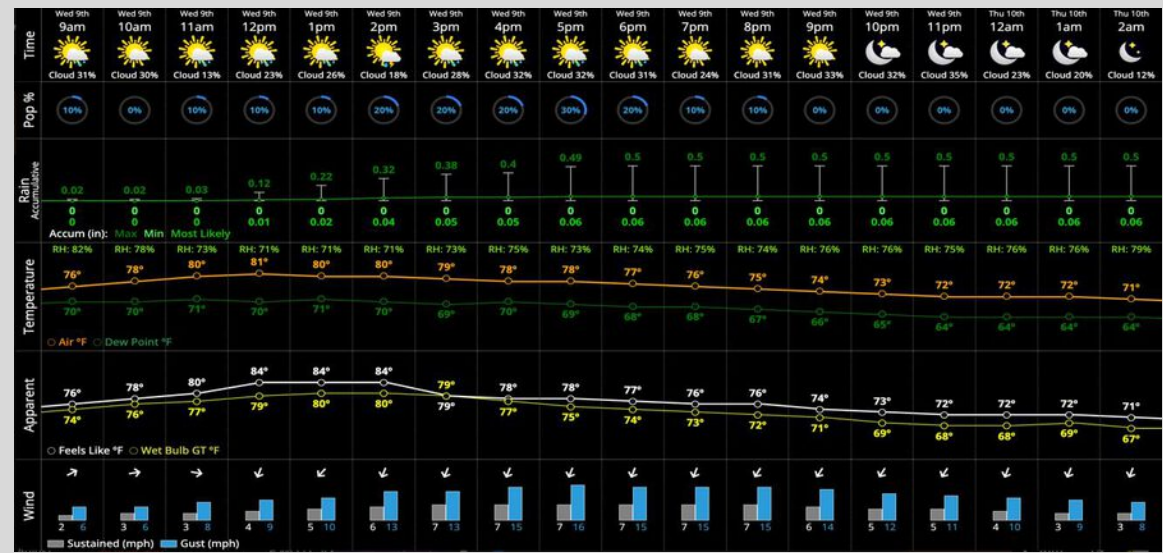 Wed 9th Wed 9th Wed 9th Wed 9th Wed 9th Wed 9th Wed 9th Wed 9th Wed 9th Wed 9th Wed 9th Wed 9th Wed 9th Wed 9th Wed 9th Thu 10th Thu 10th Thu 10th
9am 10am 11am 12pm 1pm 2pm 3pm 4pm 5pm 6pm 7pm 8pm 9pm 10pm 11pm 12am 1am 2am
Time
Cloud 31% Cloud 30% Cloud 13% Cloud 23% Cloud 26% Cloud 18% Cloud 28% Cloud 32% Cloud 32% Cloud 31% Cloud 24% Cloud 31% Cloud 33% Cloud 32% Cloud 35% Cloud 23% Cloud 20% Cloud 12%
Pop %
10% 0% 10% 10% 10% 20% 20% 20% 30% 20% 10% 10% 0% 0% 0% 0% 0% 0%
Rain
Accumulative
0.02 0.02 0.03 0.12 0.22 0.32 0.38 0.4 0.49 0.5 0.5 0.5 0.5 0.5 0.5 0.5 0.5 0.5
0 0 0 0 0 0 0 0 0 0 0 0 0 0 0 0 0 0
0 0 0 0.01 0.02 0.04 0.05 0.05 0.06 0.06 0.06 0.06 0.06 0.06 0.06 0.06 0.06 0.06
Accum (in): Max Min Most Likely
RH: 82% RH: 78% RH: 73% RH: 71% RH: 71% RH: 71% RH: 73% RH: 75% RH: 73% RH: 74% RH: 75% RH: 74% RH: 76% RH: 76% RH: 75% RH: 76% RH: 76% RH: 79%
Temperature
76° 78° 80° 81° 80° 80° 79° 78° 78° 77° 76° 75° 74° 73° 72° 72° 72° 71°
70° 70° 71° 70° 71° 70° 69° 70° 69° 68° 68° 67° 66° 65° 64° 64° 64° 64°
Air °F Dew Point °F
Apparent
76° 78° 80° 84° 84° 84° 79° 78° 78° 77° 76° 76° 74° 73° 72° 72° 72° 71°
74° 76° 77° 79° 80° 80° 79° 77° 75° 74° 73° 72° 71° 69° 68° 68° 69° 67°
Feels Like °F Wet Bulb GT °F
Wind
2 6 3 6 3 8 4 9 5 10 6 13 7 13 7 15 7 16 7 15 7 15 7 15 6 14 5 12 5 11 4 10 3 9 3 8
Sustained (mph) Gust (mph)